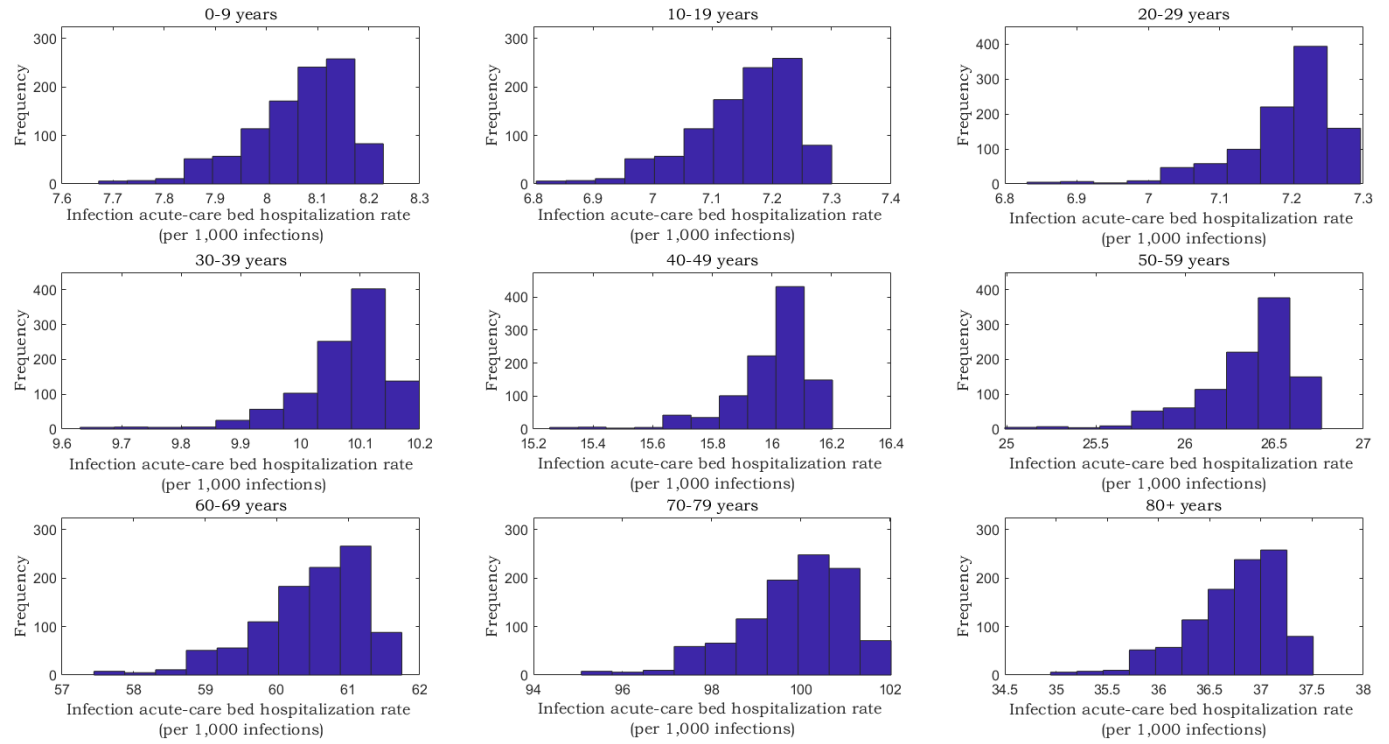 0-9 years
300
200
100
0
Frequency
7.6 7.7 7.8 7.9 8 8.1 8.2 8.3
Infection acute-care bed hospitalization rate
(per 1,000 infections)
10-19 years
300
200
100
0
Frequency
6.8 6.9 7 7.1 7.2 7.3 7.4
Infection acute-care bed hospitalization rate
(per 1,000 infections)
20-29 years
400
300
200
100
0
Frequency
6.8 6.9 7 7.1 7.2 7.3
Infection acute-care bed hospitalization rate
(per 1,000 infections)
30-39 years
400
300
200
100
0
Frequency
9.6 9.7 9.8 9.9 10 10.1 10.2
Infection acute-care bed hospitalization rate
(per 1,000 infections)
40-49 years
400
300
200
100
0
Frequency
15.2 15.4 15.6 15.8 16 16.2 16.4
Infection acute-care bed hospitalization rate
(per 1,000 infections)
50-59 years
400
300
200
100
0
Frequency
25 25.5 26 26.5 27
Infection acute-care bed hospitalization rate
(per 1,000 infections)
60-69 years
300
200
100
0
Frequency
57 58 59 60 61 62
Infection acute-care bed hospitalization rate
(per 1,000 infections)
70-79 years
300
200
100
0
Frequency
94 96 98 100 102
Infection acute-care bed hospitalization rate
(per 1,000 infections)
80+ years
300
200
100
0
Frequency
34.5 35 35.5 36 36.5 37 37.5 38
Infection acute-care bed hospitalization rate
(per 1,000 infections)